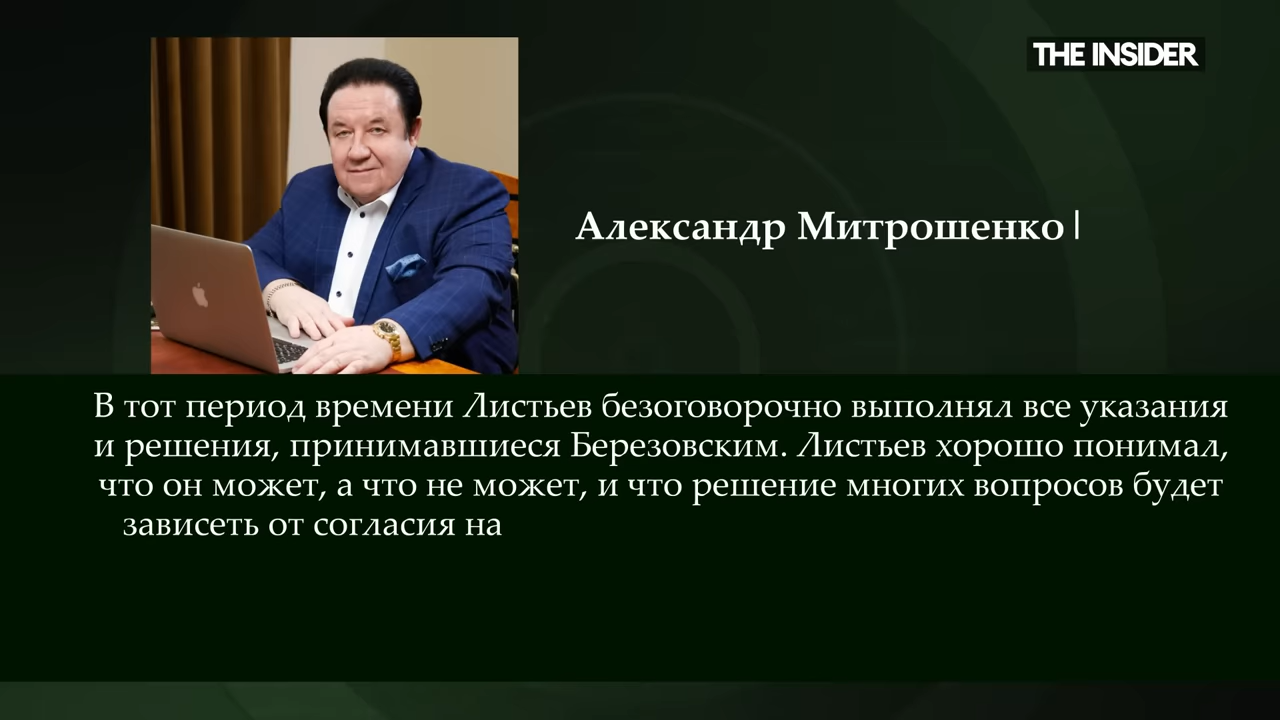 THE INSIDER
Александр Митрошенко
В тот период времени Листьев безоговорочно выполнял все указания
и решения, принимавшиеся Березовским. Листьев хорошо понимал,
что он может, а что не может, и что решение многих вопросов будет
зависеть от согласия на